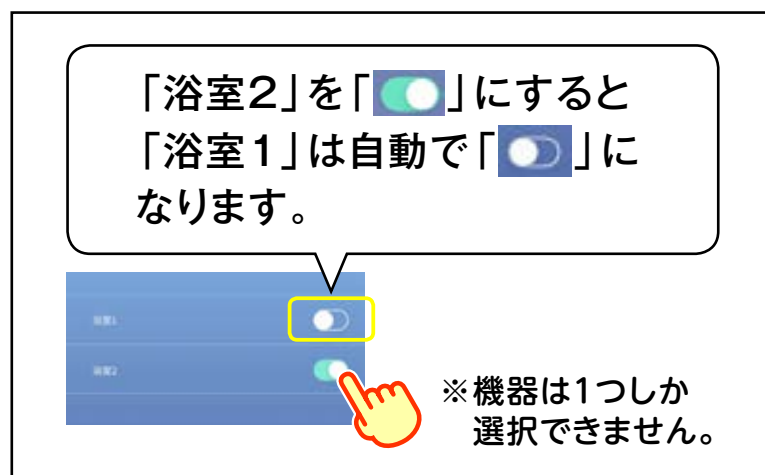 「浴室2」を「」にすると
「浴室1」は自動で「」に
なります。
浴室1
浴室2
※機器は1つしか
選択できません。